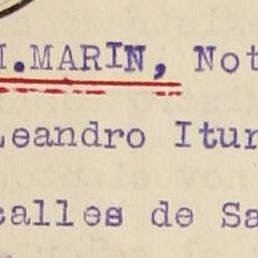 I.MARIN, Not
Leandro Itur
calles de Sa